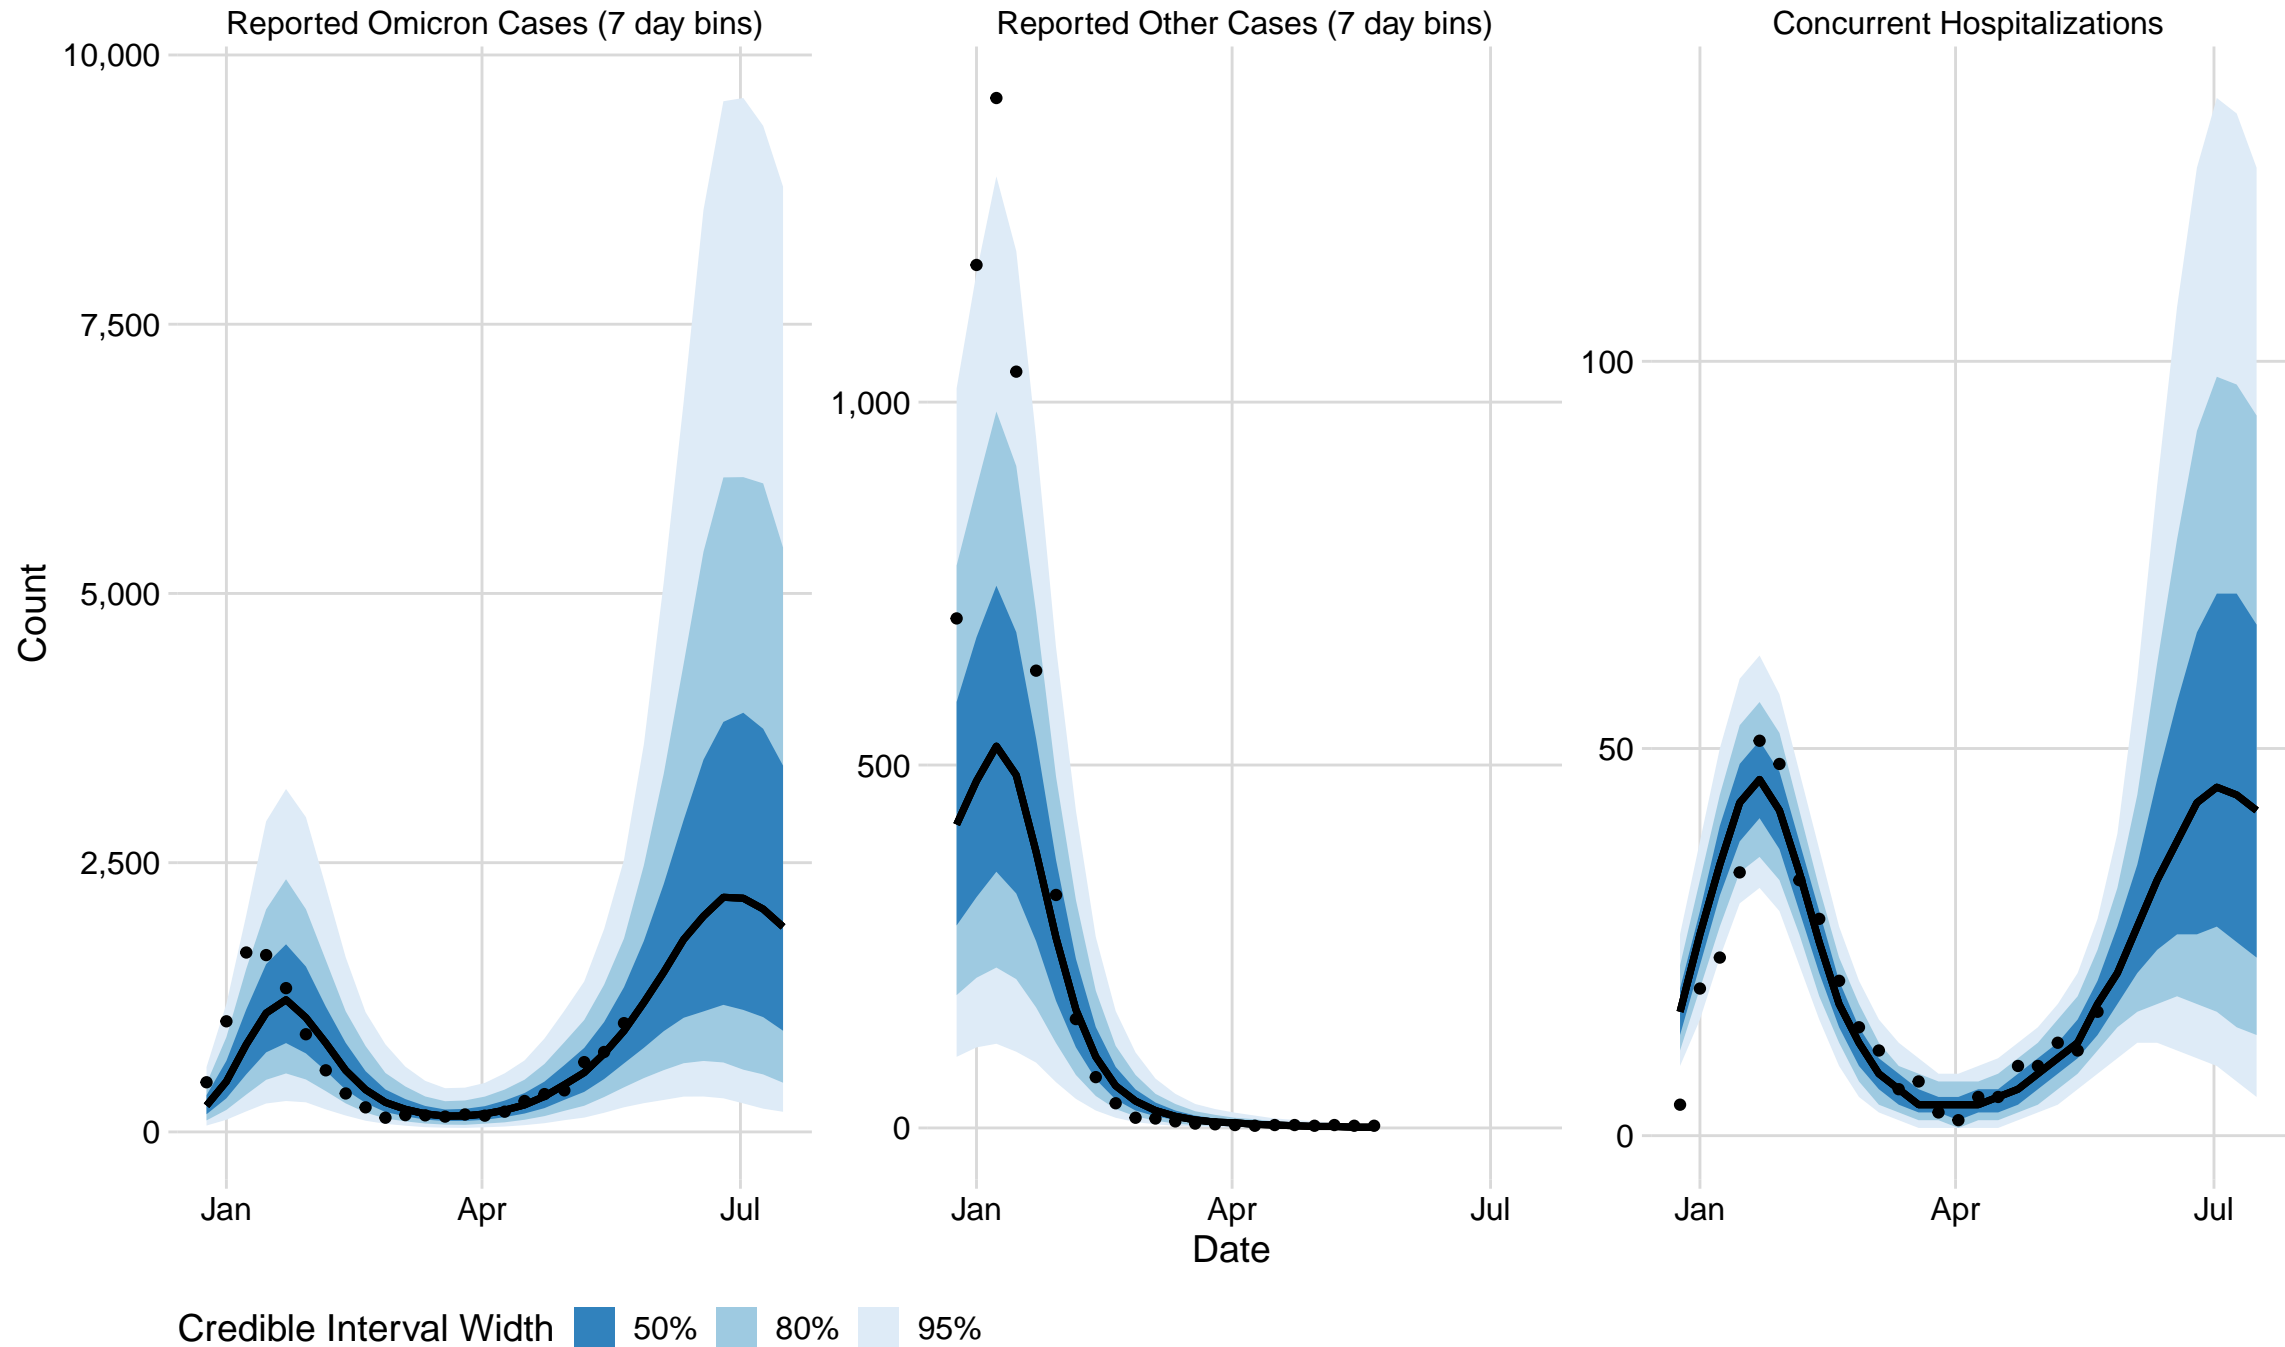 Reported Omicron Cases (7 day bins)
Reported Other Cases (7 day bins)
Concurrent Hospitalizations
Count
10,000
7,500
5,000
2,500
0
Jan
Apr
Jul
1,000
500
0
Jan
Apr
Jul
100
50
0
Jan
Apr
Jul
Date
Credible Interval Width 50% 80% 95%